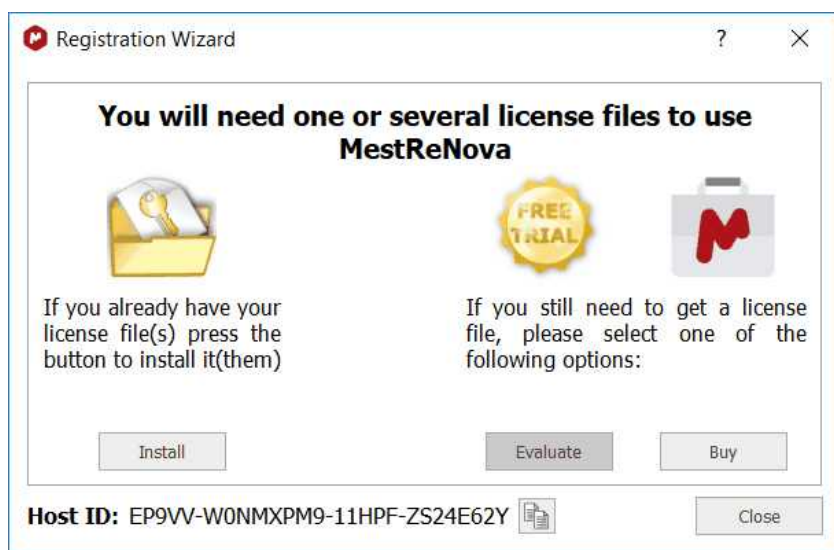 Registration Wizard
You will need one or several license files to use
MestReNova
FREE
TRIAL
If you already have your
license file(s) press the
button to install it(them)
If you still need to get a license
file, please select one of the
following options:
Install
Evaluate
Buy
Host ID: EP9VV-W0NMXPM9-11HPF-ZS24E62Y
Close